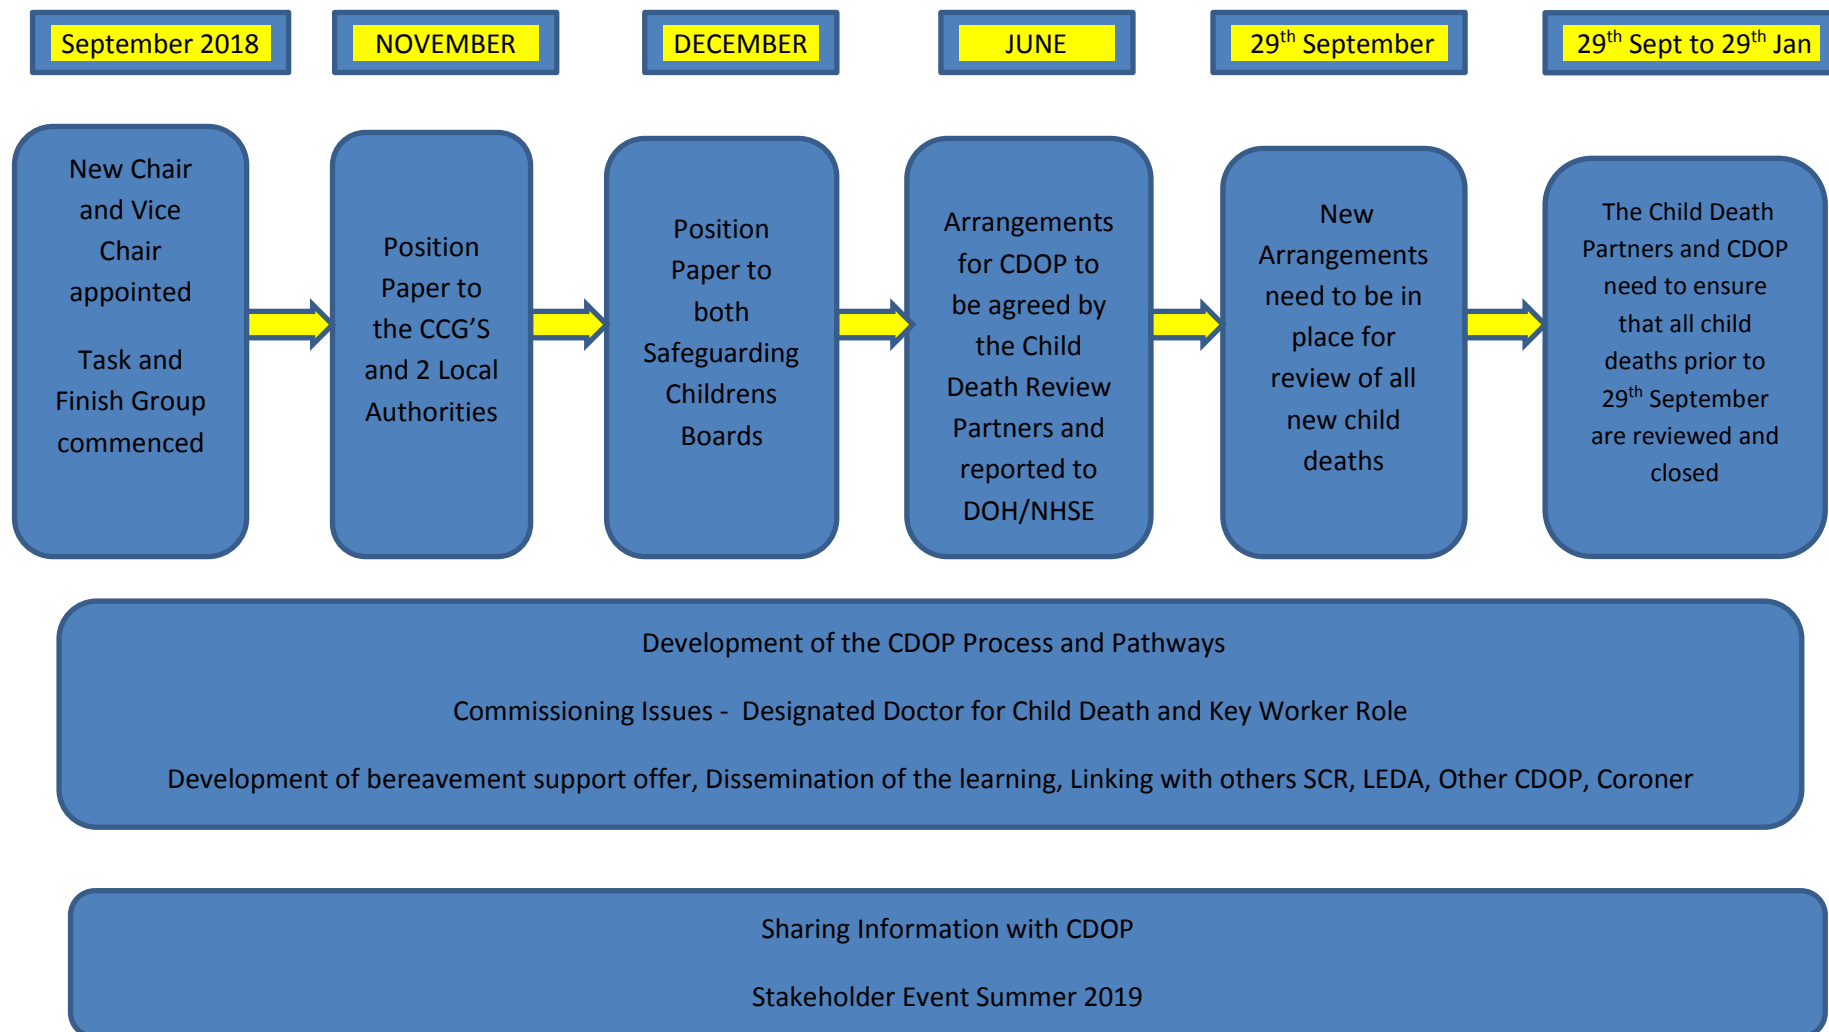 September 2018
NOVEMBER
DECEMBER
JUNE
29th September
29th Sept to 29th Jan
New Chair
and Vice
Chair
appointed
Task and
Finish Group
commenced
Position
Paper to
the CCG’S
and 2 Local
Authorities
Position
Paper to
both
Safeguarding
Childrens
Boards
Arrangements
for CDOP to
be agreed by
the Child
Death Review
Partners and
reported to
DOH/NHSE
New
Arrangements
need to be in
place for
review of all
new child
deaths
The Child Death
Partners and CDOP
need to ensure
that all child
deaths prior to
29th September
are reviewed and
closed
Development of the CDOP Process and Pathways
Commissioning Issues - Designated Doctor for Child Death and Key Worker Role
Development of bereavement support offer, Dissemination of the learning, Linking with others SCR, LEDA, Other CDOP, Coroner
Sharing Information with CDOP
Stakeholder Event Summer 2019